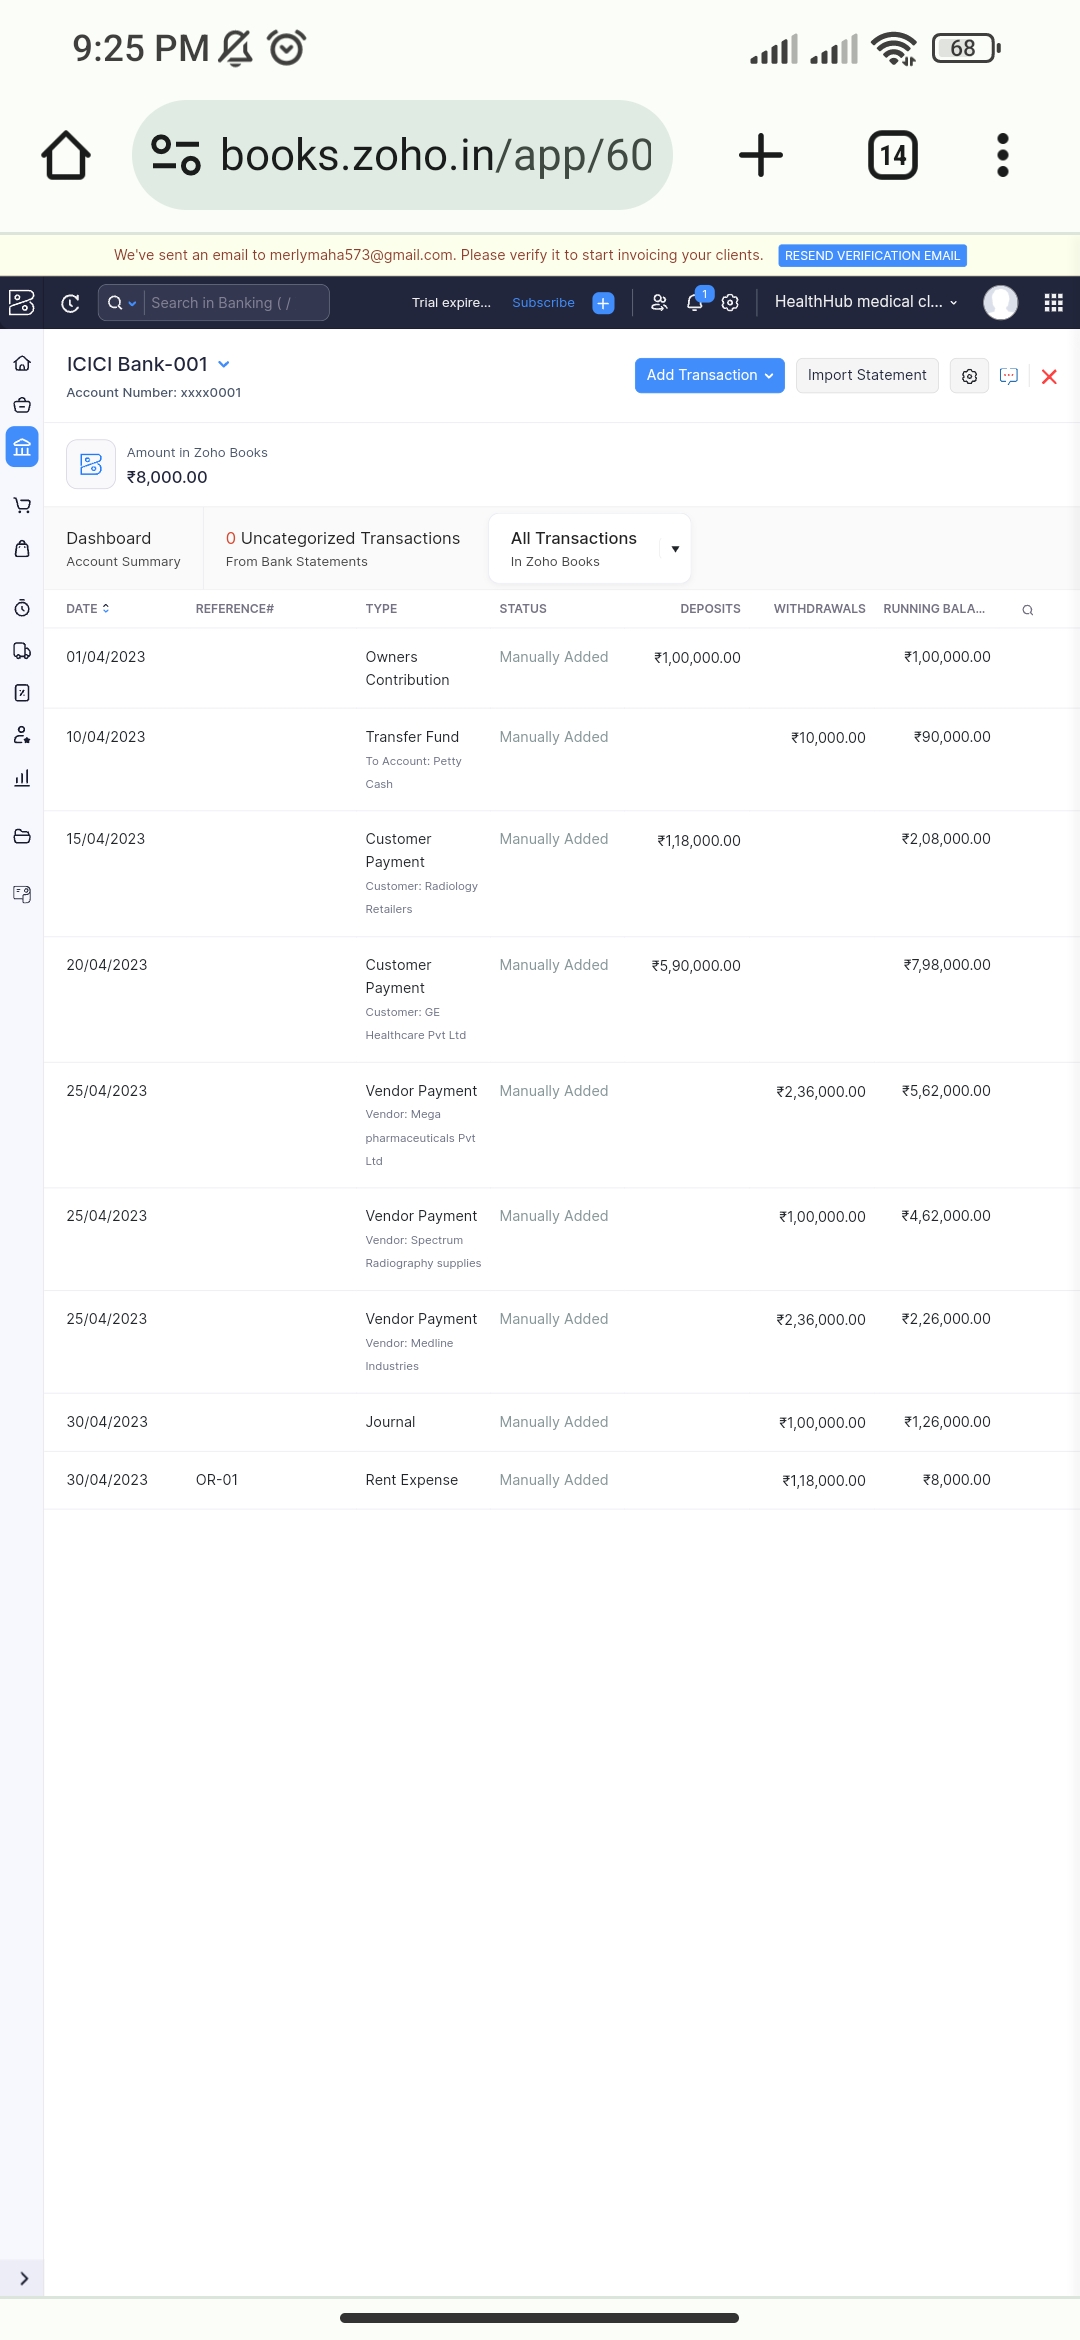 9:25 PM
68
books.zoho.in/app/60
14
We've sent an email to merlymaha573@gmail.com. Please verify it to start invoicing your clients. RESEND VERIFICATION EMAIL
Search in Banking ( / Trial expire... Subscribe 1 HealthHub medical cl...
ICICI Bank-001
Account Number: xxxx0001
Add Transaction Import Statement
Amount in Zoho Books
₹8,000.00
Dashboard 0 Uncategorized Transactions All Transactions
Account Summary From Bank Statements In Zoho Books
DATE REFERENCE# TYPE STATUS DEPOSITS WITHDRAWALS RUNNING BALA...
01/04/2023 Owners Manually Added ₹1,00,000.00 ₹1,00,000.00
Contribution
10/04/2023 Transfer Fund Manually Added ₹10,000.00 ₹90,000.00
To Account: Petty
Cash
15/04/2023 Customer Manually Added ₹1,18,000.00 ₹2,08,000.00
Payment
Customer: Radiology
Retailers
20/04/2023 Customer Manually Added ₹5,90,000.00 ₹7,98,000.00
Payment
Customer: GE
Healthcare Pvt Ltd
25/04/2023 Vendor Payment Manually Added ₹2,36,000.00 ₹5,62,000.00
Vendor: Mega
pharmaceuticals Pvt
Ltd
25/04/2023 Vendor Payment Manually Added ₹1,00,000.00 ₹4,62,000.00
Vendor: Spectrum
Radiography supplies
25/04/2023 Vendor Payment Manually Added ₹2,36,000.00 ₹2,26,000.00
Vendor: Medline
Industries
30/04/2023 Journal Manually Added ₹1,00,000.00 ₹1,26,000.00
30/04/2023 OR-01 Rent Expense Manually Added ₹1,18,000.00 ₹8,000.00